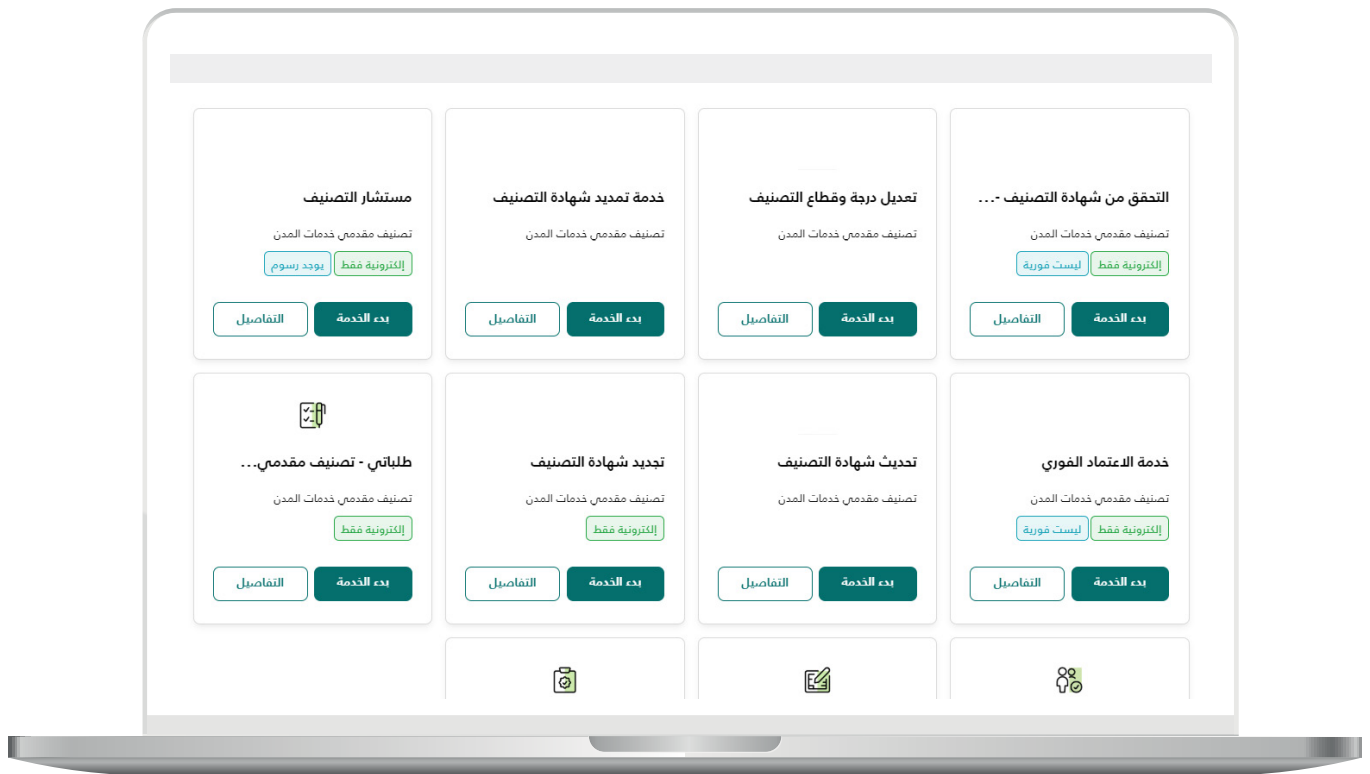 التحقق من شهادة التصنيف -...
تصنيف مقدمي خدمات المدن
إلكترونية فقط ليست فورية
بدء الخدمة التفاصيل
تعديل درجة وقطاع التصنيف
تصنيف مقدمي خدمات المدن
بدء الخدمة التفاصيل
خدمة تمديد شهادة التصنيف
تصنيف مقدمي خدمات المدن
بدء الخدمة التفاصيل
مستشار التصنيف
تصنيف مقدمي خدمات المدن
إلكترونية فقط يوجد رسوم
بدء الخدمة التفاصيل
خدمة الاعتماد الفوري
تصنيف مقدمي خدمات المدن
إلكترونية فقط ليست فورية
بدء الخدمة التفاصيل
تحديث شهادة التصنيف
تصنيف مقدمي خدمات المدن
بدء الخدمة التفاصيل
تجديد شهادة التصنيف
تصنيف مقدمي خدمات المدن
إلكترونية فقط
بدء الخدمة التفاصيل
طلباتي - تصنيف مقدمي...
تصنيف مقدمي خدمات المدن
إلكترونية فقط
بدء الخدمة التفاصيل